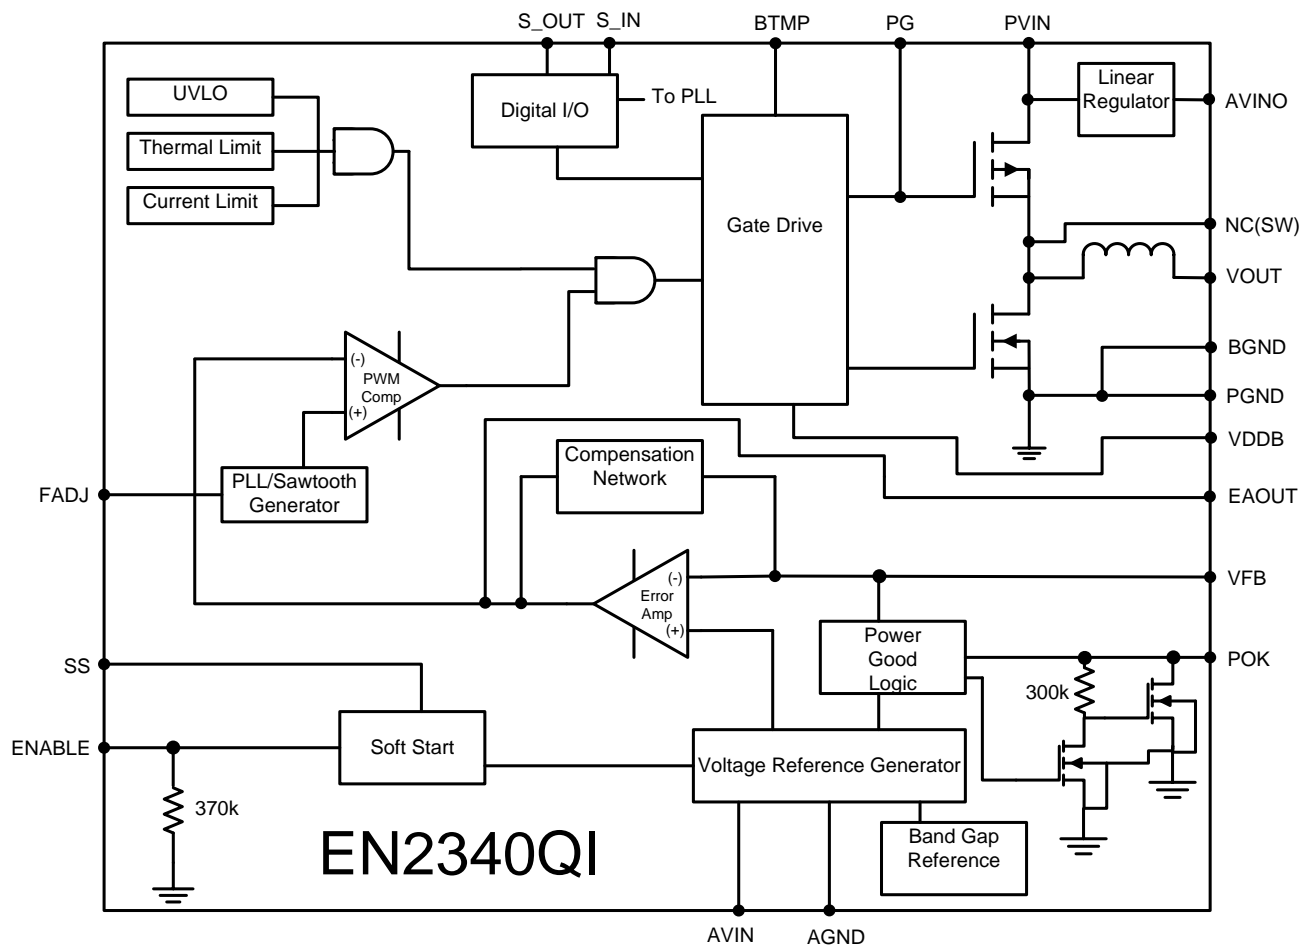 S_OUT
S_IN
BTMP
PG
PVIN
UVLO
Thermal Limit
Current Limit
Digital I/O
To PLL
Linear
Regulator
AVINO
Gate Drive
NC(SW)
VOUT
BGND
PGND
VDDB
EAOUT
(-)
PWM
Comp
(+)
FADJ
PLL/Sawtooth
Generator
Compensation
Network
(-)
Error
Amp
(+)
VFB
Power
Good
Logic
POK
300k
SS
ENABLE
Soft Start
Voltage Reference Generator
370k
EN2340QI
Band Gap
Reference
AVIN
AGND